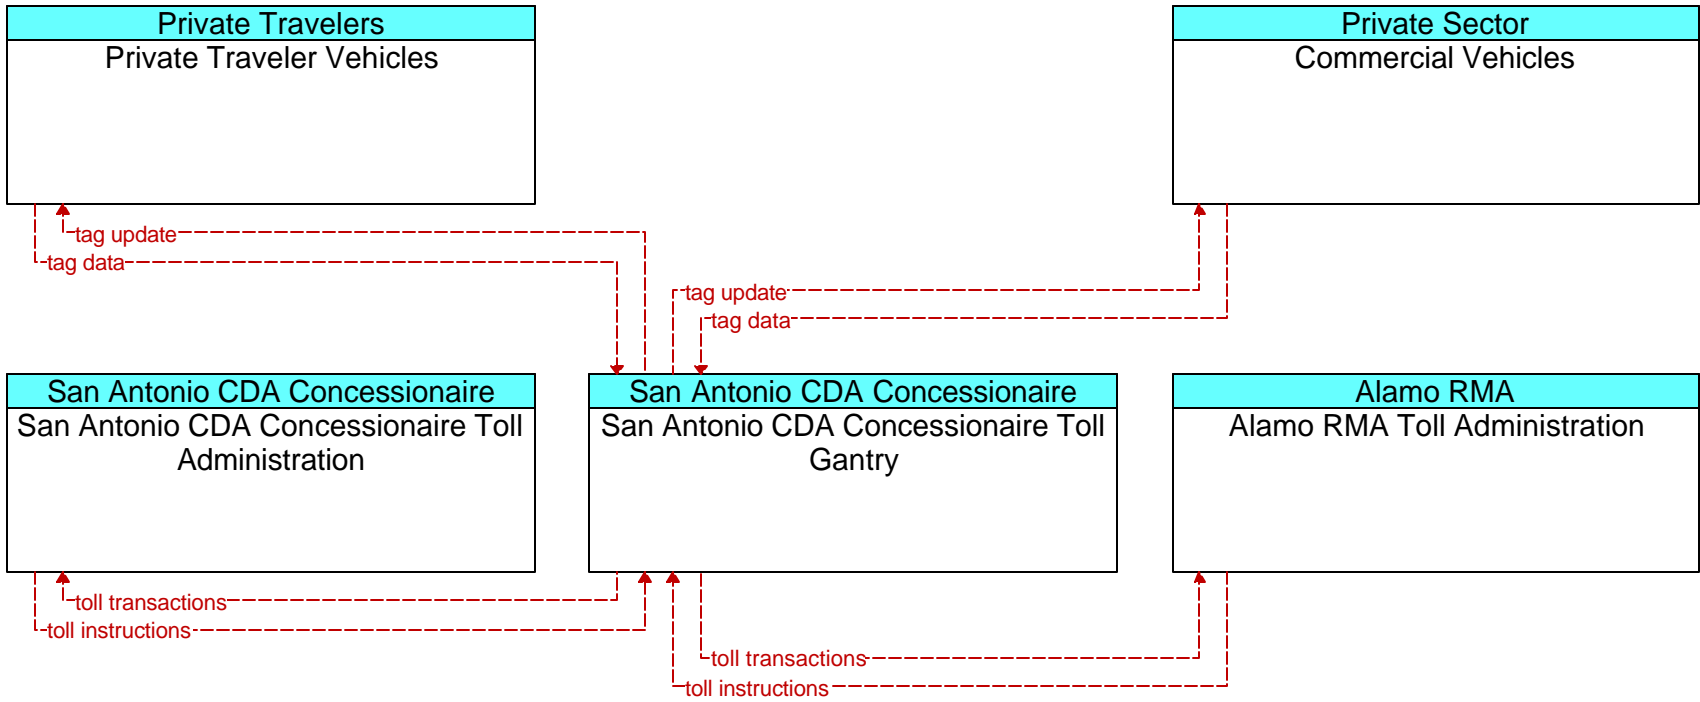 Private Travelers
Private Traveler Vehicles
Private Sector
Commercial Vehicles
tag update
tag data
tag update
tag data
San Antonio CDA Concessionaire
San Antonio CDA Concessionaire Toll
Administration
San Antonio CDA Concessionaire
San Antonio CDA Concessionaire Toll
Gantry
Alamo RMA
Alamo RMA Toll Administration
toll transactions
toll instructions
toll transactions
toll instructions